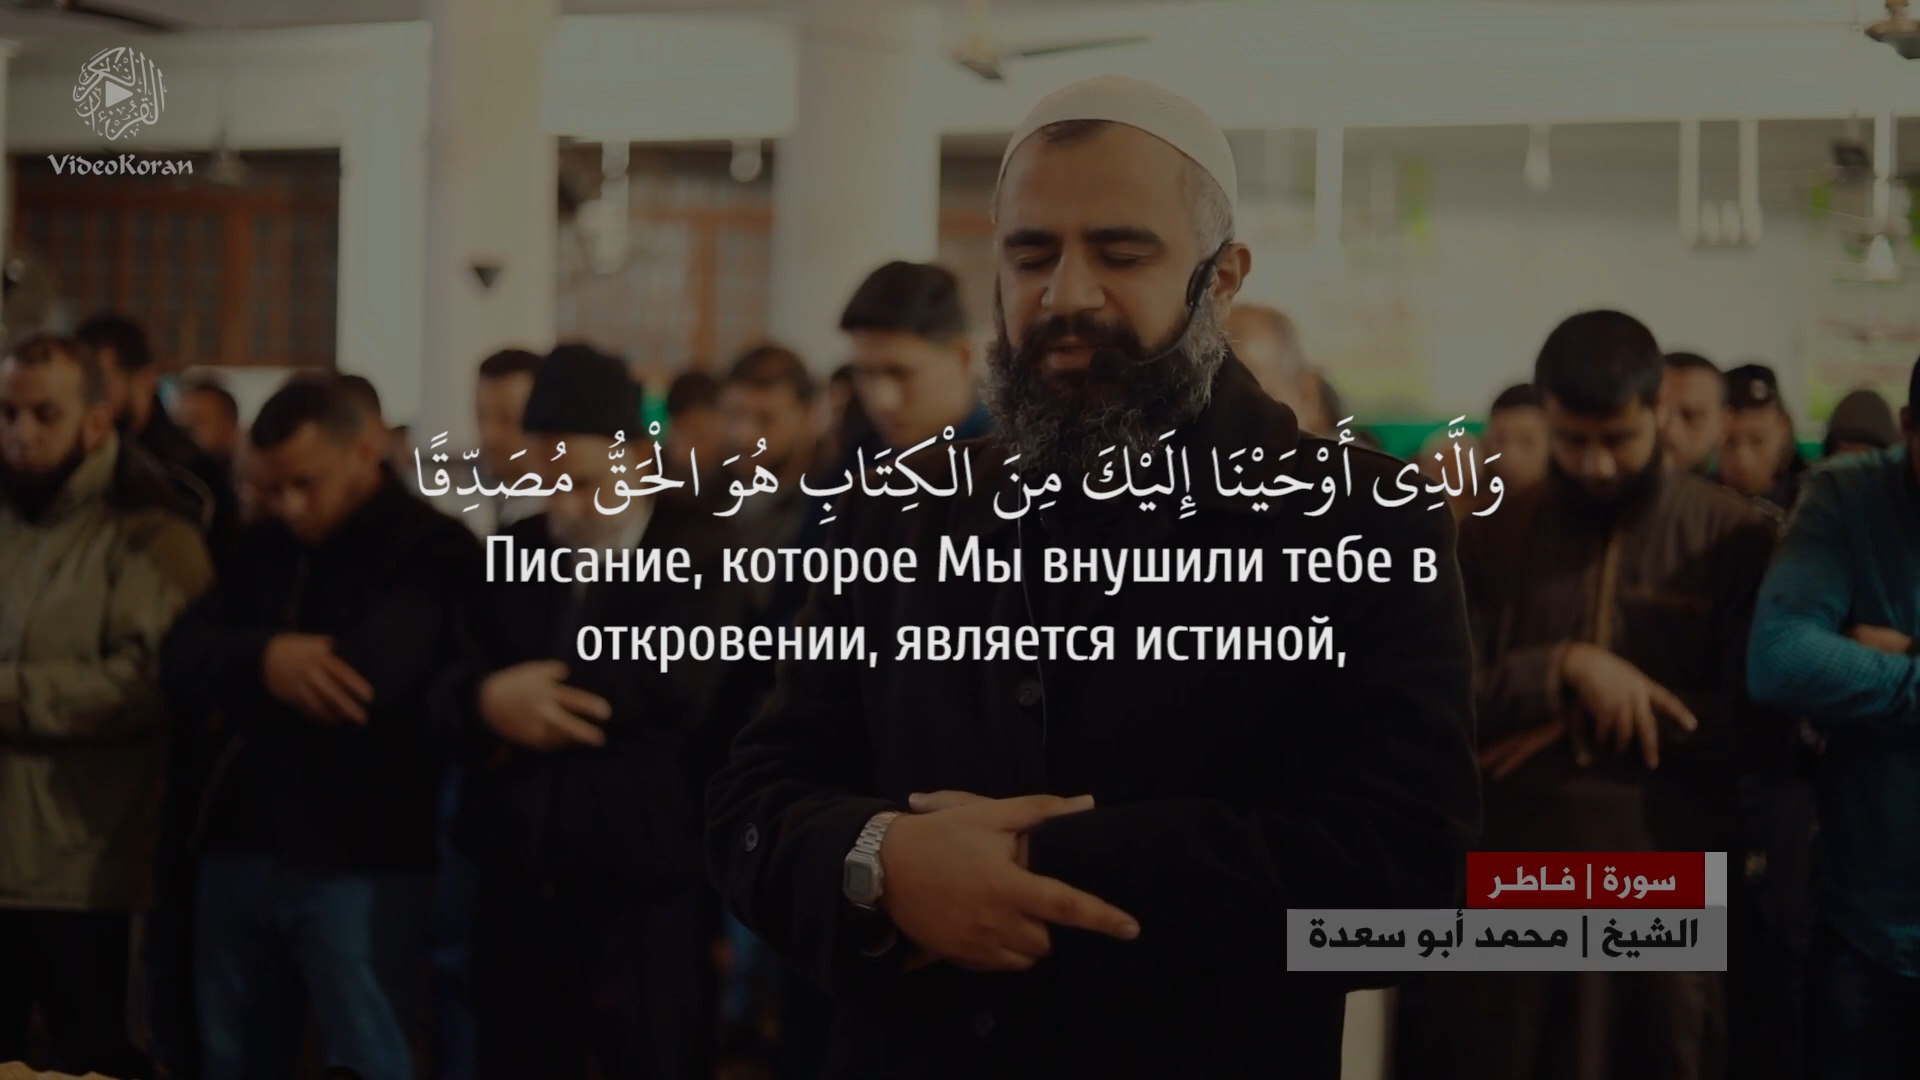 VideoKoran
وَالَّذِى أَوْحَيْنَا إِلَيْكَ مِنَ الْكِتَابِ هُوَ الْحَقُّ مُصَدِّقًا
Писание, которое Мы внушили тебе в
откровении, является истиной,
سورة | فاطر
الشيخ | محمد أبو سعدة